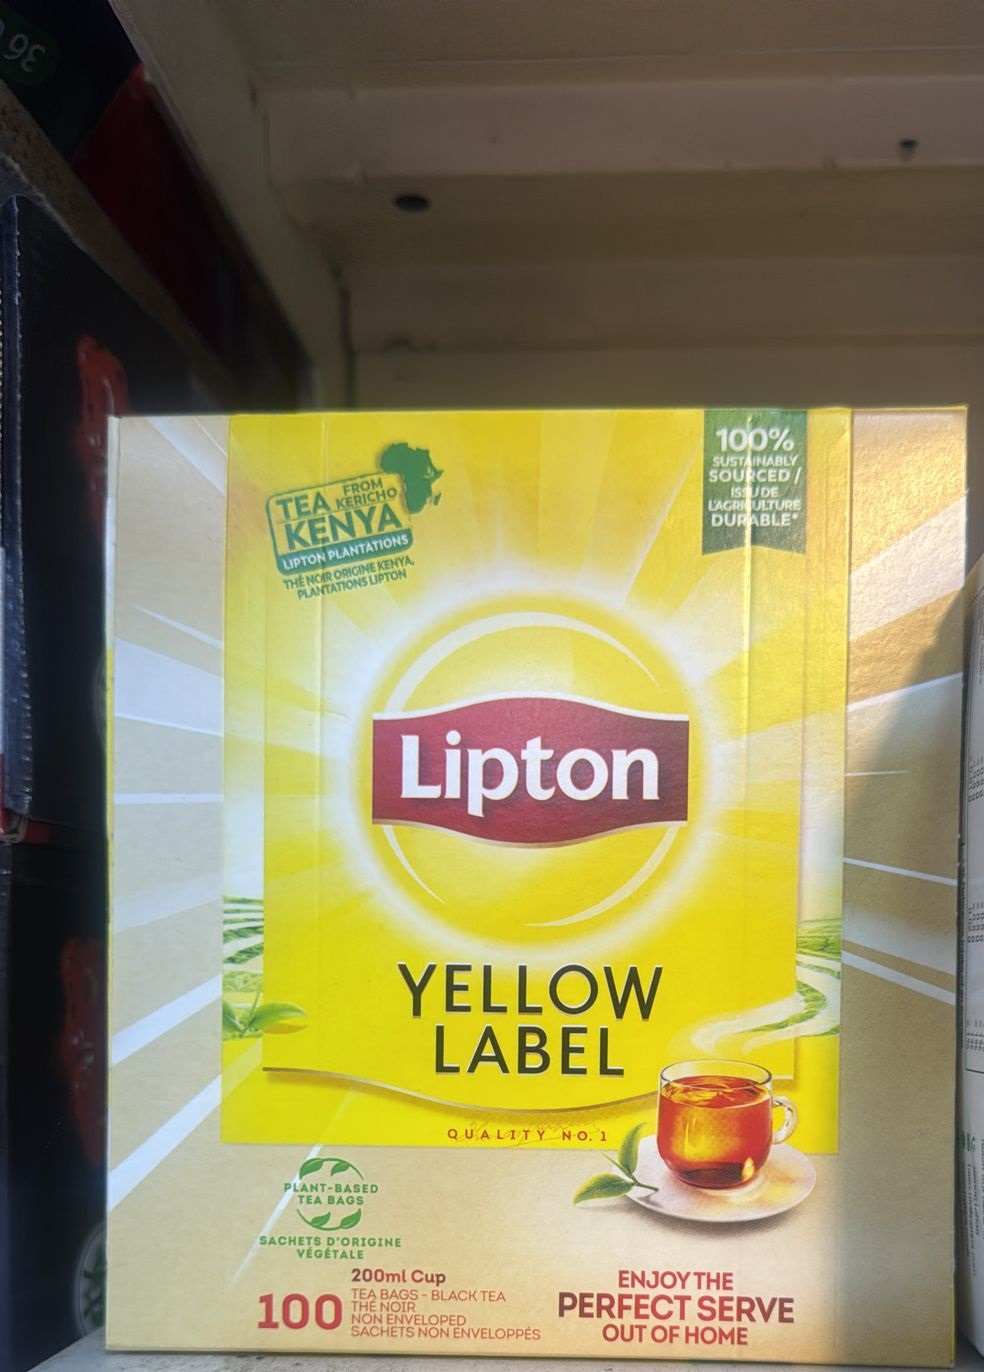 36
100%
SUSTAINABLY
SOURCED /
ISSU DE
L'AGRICULTURE
DURABLE*
TEA FROM KERICHO
KENYA
LIPTON PLANTATIONS
THÉ NOIR ORIGINE KENYA,
PLANTATIONS LIPTON
Lipton
YELLOW
LABEL
QUALITY NO.1
PLANT-BASED
TEA BAGS
SACHETS D'ORIGINE
VÉGÉTALE
100
200ml Cup
TEA BAGS - BLACK TEA
THÉ NOIR
NON ENVELOPED
SACHETS NON ENVELOPPÉS
ENJOY THE
PERFECT SERVE
OUT OF HOME